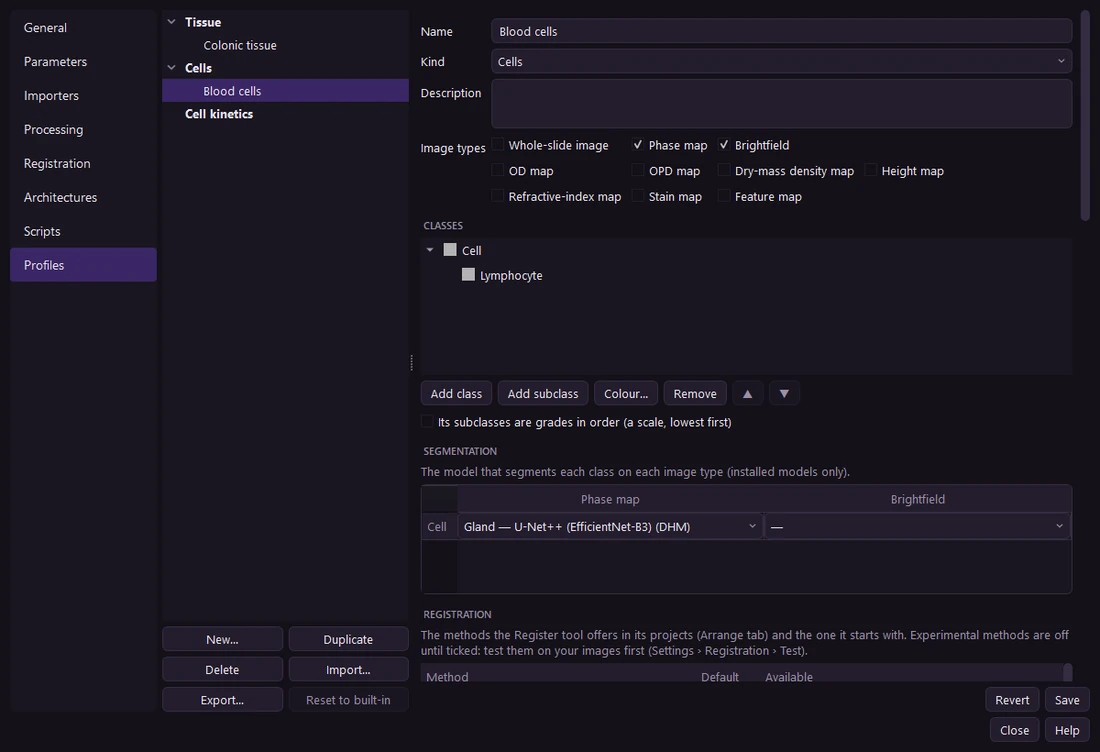 General
Parameters
Importers
Processing
Registration
Architectures
Scripts
Profiles
Tissue
Colonic tissue
Cells
Blood cells
Cell kinetics
New...
Duplicate
Delete
Import...
Export...
Reset to built-in
Name
Blood cells
Kind
Cells
Description
Image types
Whole-slide image
Phase map
Brightfield
OD map
OPD map
Dry-mass density map
Height map
Refractive-index map
Stain map
Feature map
CLASSES
Cell
Lymphocyte
Add class
Add subclass
Colour...
Remove
▲
▼
Its subclasses are grades in order (a scale, lowest first)
SEGMENTATION
The model that segments each class on each image type (installed models only).
Phase map
Brightfield
Cell
Gland — U-Net++ (EfficientNet-B3) (DHM)
—
REGISTRATION
The methods the Register tool offers in its projects (Arrange tab) and the one it starts with. Experimental methods are off
until ticked: test them on your images first (Settings › Registration › Test).
Method
Default
Available
Revert
Save
Close
Help